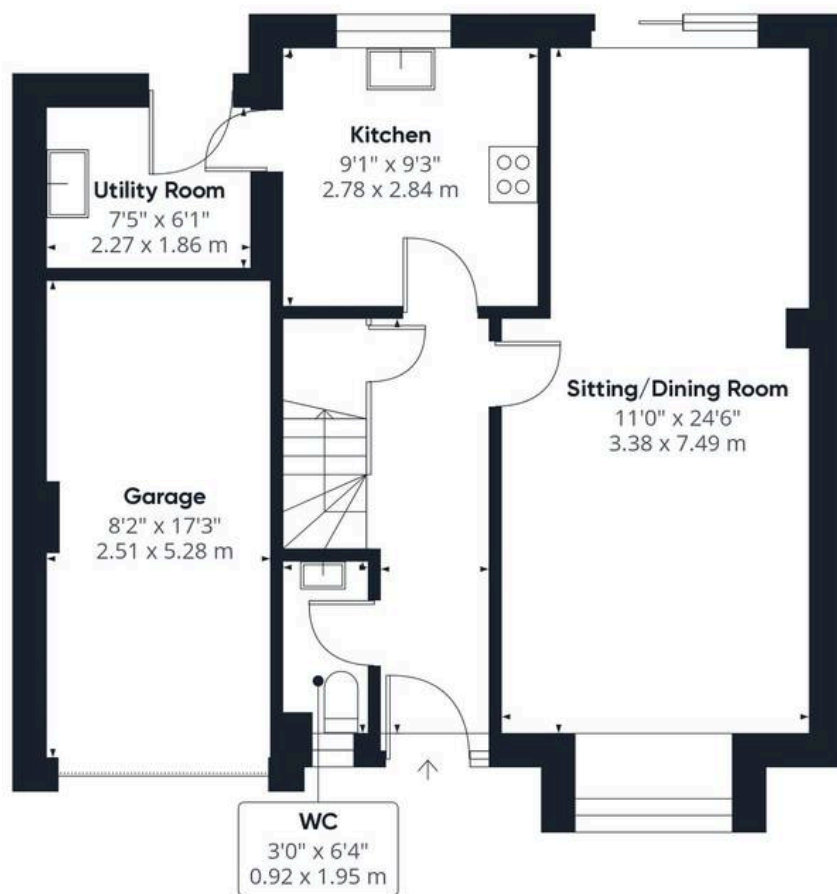 Kitchen
9'1" x 9'3"
2.78 x 2.84 m
Utility Room
7'5" x 6'1"
2.27 x 1.86 m
Sitting/Dining Room
11'0" x 24'6"
3.38 x 7.49 m
Garage
8'2" x 17'3"
2.51 x 5.28 m
WC
3'0" x 6'4"
0.92 x 1.95 m